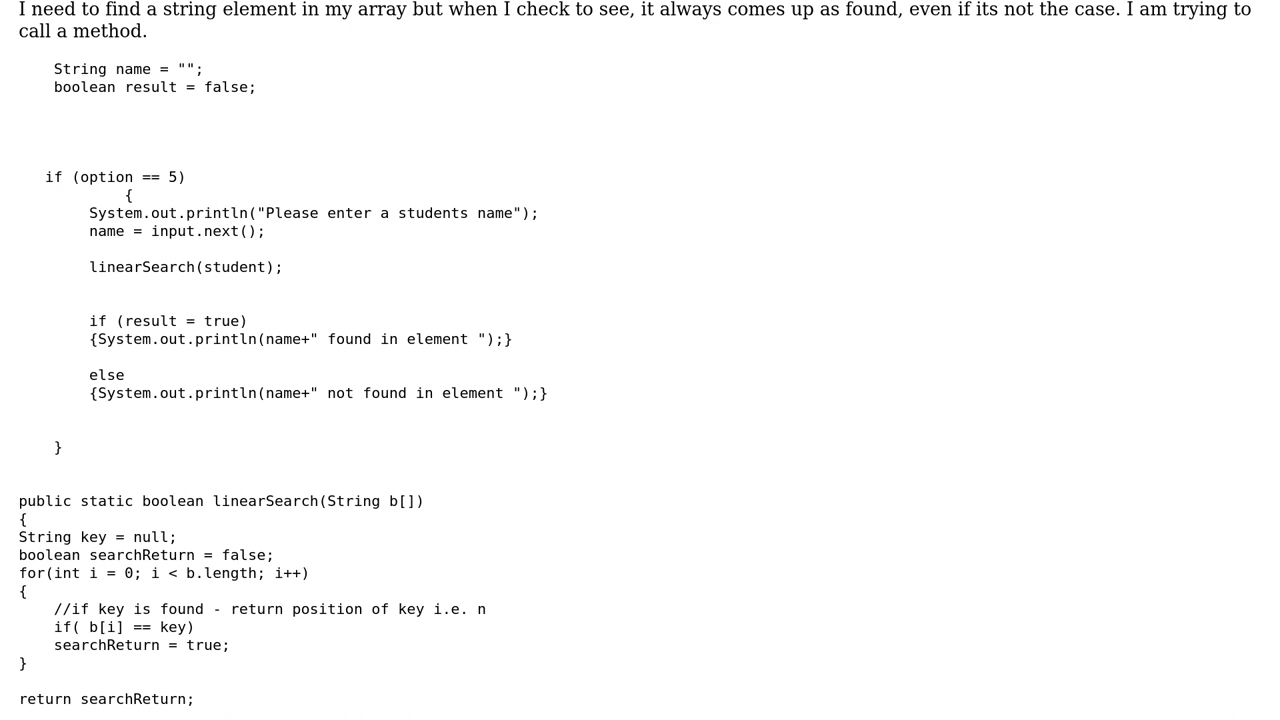 I need to find a string element in my array but when I check to see, it always comes up as found, even if its not the case. I am trying to
call a method.
String name = "";
boolean result = false;
if (option == 5)
{
System.out.println("Please enter a students name");
name = input.next();
linearSearch(student);
if (result = true)
{System.out.println(name+" found in element ");}
else
{System.out.println(name+" not found in element ");}
}
public static boolean linearSearch(String b[])
{
String key = null;
boolean searchReturn = false;
for(int i = 0; i < b.length; i++)
{
//if key is found - return position of key i.e. n
if( b[i] == key)
searchReturn = true;
}
return searchReturn;